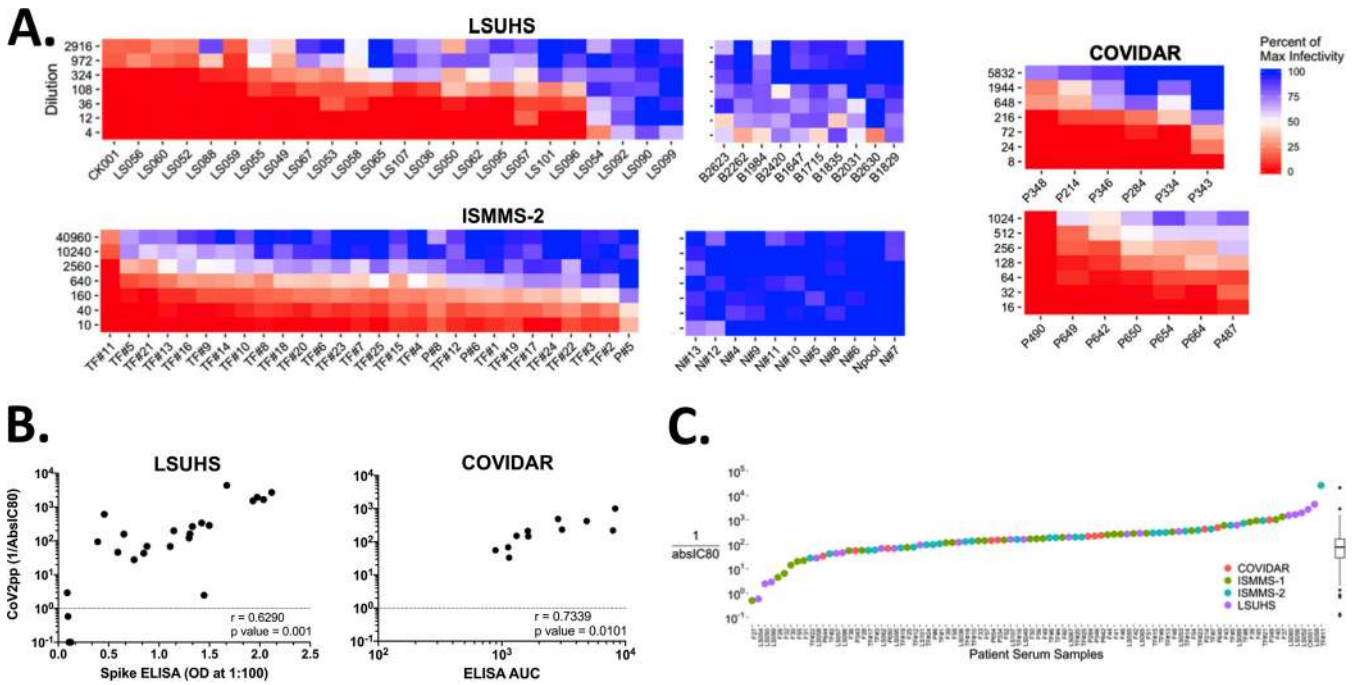 A.
LSUHS
Dilution
2916
972
324
108
36
12
4
CK001 LS056 LS060 LS052 LS088 LS059 LS055 LS049 LS067 LS053 LS058 LS065 LS107 LS036 LS050 LS062 LS095 LS057 LS101 LS096 LS054 LS092 LS090 LS099
B2623 B2262 B1984 B2420 B1647 B1715 B1835 B2031 B2630 B1829
COVIDAR
5832
1944
648
216
72
24
8
P348 P214 P346 P284 P334 P343
Percent of
Max Infectivity
100
75
50
25
0
ISMMS-2
40960
10240
2560
640
160
40
10
TF#11 TF#5 TF#21 TF#13 TF#16 TF#9 TF#14 TF#10 TF#8 TF#18 TF#20 TF#6 TF#23 TF#7 TF#25 TF#15 TF#4 P#8 TF#12 P#6 TF#1 TF#19 TF#17 TF#24 TF#22 TF#3 TF#2 P#5
N#13 N#12 N#4 N#9 N#11 N#10 N#5 N#8 N#6 Npool N#7
1024
512
256
128
64
32
16
P490 P649 P642 P650 P654 P664 P487
B.
LSUHS
CoV2pp (1/AbsIC80)
10⁴
10³
10²
10¹
10⁰
10⁻¹
r = 0.6290
p value = 0.001
0.0 0.5 1.0 1.5 2.0 2.5
Spike ELISA (OD at 1:100)
COVIDAR
10⁴
10³
10²
10¹
10⁰
10⁻¹
r = 0.7339
p value = 0.0101
10² 10³ 10⁴
ELISA AUC
C.
1
absIC80
10⁵
10⁴
10³
10²
10¹
10⁰
10⁻¹
COVIDAR
ISMMS-1
ISMMS-2
LSUHS
Patient Serum Samples